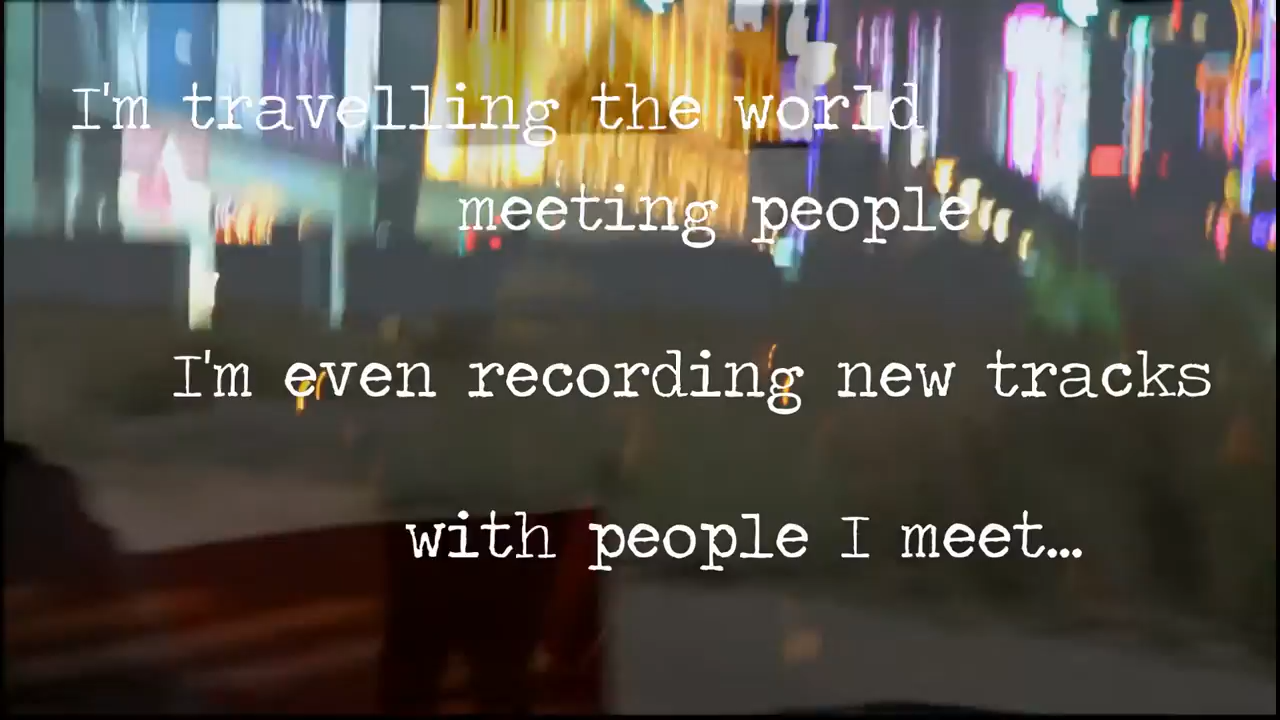 I'm travelling the world
meeting people
I'm even recording new tracks
with people I meet...